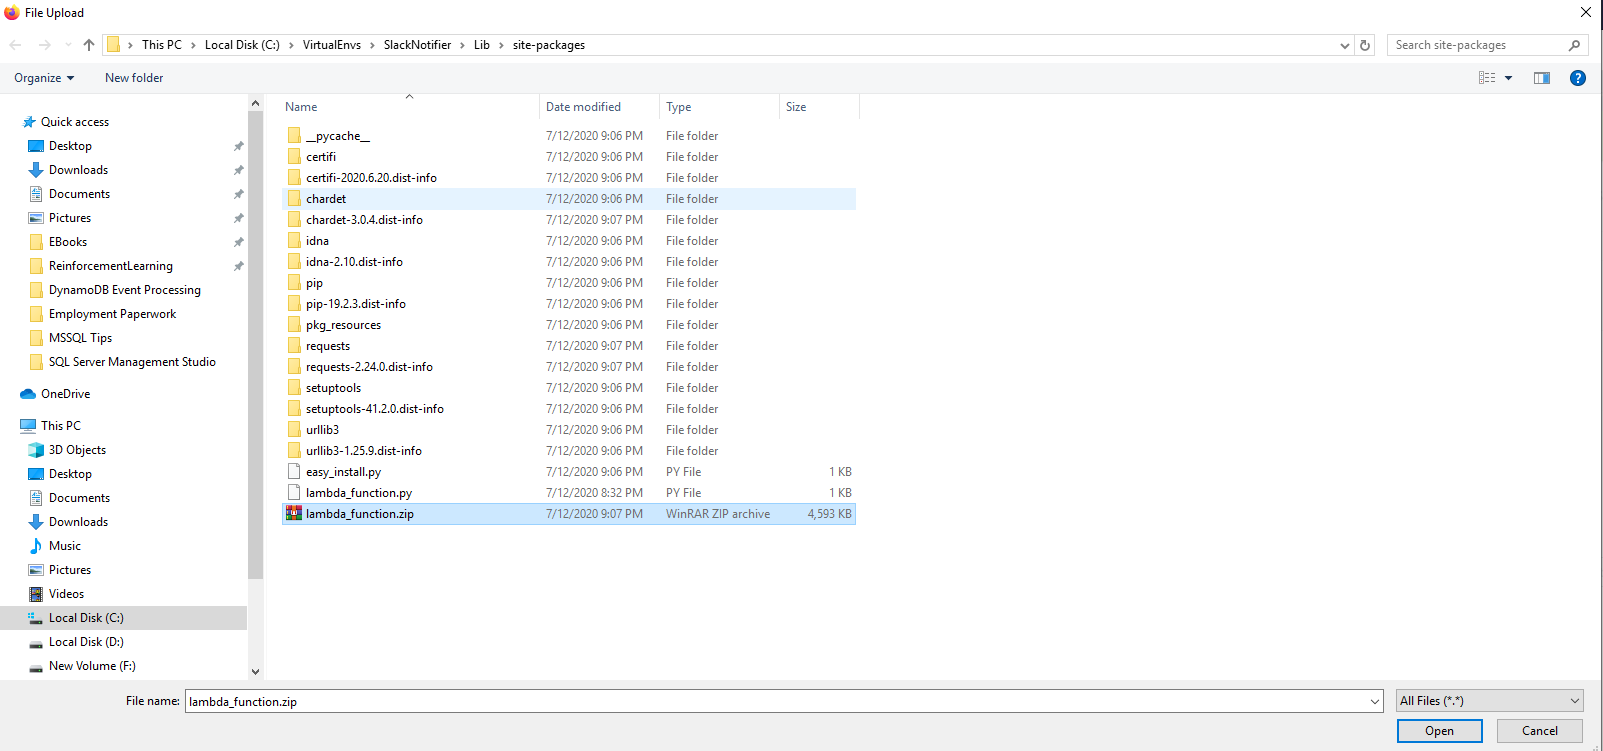 File Upload
This PC > Local Disk (C:) > VirtualEnvs > SlackNotifier > Lib > site-packages
Search site-packages
Organize New folder
Name Date modified Type Size
Quick access
Desktop
Downloads
Documents
Pictures
EBooks
ReinforcementLearning
DynamoDB Event Processing
Employment Paperwork
MSSQL Tips
SQL Server Management Studio
OneDrive
This PC
3D Objects
Desktop
Documents
Downloads
Music
Pictures
Videos
Local Disk (C:)
Local Disk (D:)
New Volume (F:)
__pycache__ 7/12/2020 9:06 PM File folder
certifi 7/12/2020 9:06 PM File folder
certifi-2020.6.20.dist-info 7/12/2020 9:06 PM File folder
chardet 7/12/2020 9:06 PM File folder
chardet-3.0.4.dist-info 7/12/2020 9:07 PM File folder
idna 7/12/2020 9:06 PM File folder
idna-2.10.dist-info 7/12/2020 9:06 PM File folder
pip 7/12/2020 9:06 PM File folder
pip-19.2.3.dist-info 7/12/2020 9:06 PM File folder
pkg_resources 7/12/2020 9:06 PM File folder
requests 7/12/2020 9:07 PM File folder
requests-2.24.0.dist-info 7/12/2020 9:07 PM File folder
setuptools 7/12/2020 9:06 PM File folder
setuptools-41.2.0.dist-info 7/12/2020 9:06 PM File folder
urllib3 7/12/2020 9:06 PM File folder
urllib3-1.25.9.dist-info 7/12/2020 9:06 PM File folder
easy_install.py 7/12/2020 9:06 PM PY File 1 KB
lambda_function.py 7/12/2020 8:32 PM PY File 1 KB
lambda_function.zip 7/12/2020 9:07 PM WinRAR ZIP archive 4,593 KB
File name: lambda_function.zip
All Files (*.*)
Open Cancel